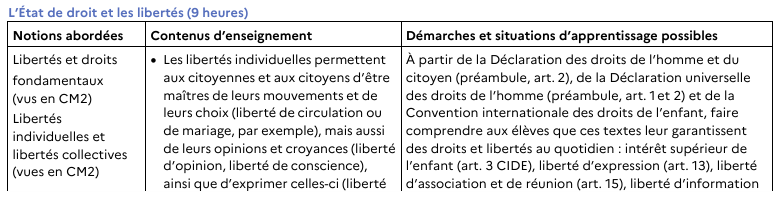 L'État de droit et les libertés (9 heures)
Notions abordées
Contenus d'enseignement
Démarches et situations d'apprentissage possibles
Libertés et droits
fondamentaux
(vus en CM2)
Libertés
individuelles et
libertés collectives
(vues en CM2)
• Les libertés individuelles permettent
aux citoyennes et aux citoyens d'être
maîtres de leurs mouvements et de
leurs choix (liberté de circulation ou
de mariage, par exemple), mais aussi
de leurs opinions et croyances (liberté
d'opinion, liberté de conscience),
ainsi que d'exprimer celles-ci (liberté
À partir de la Déclaration des droits de l'homme et du
citoyen (préambule, art. 2), de la Déclaration universelle
des droits de l'homme (préambule, art. 1 et 2) et de la
Convention internationale des droits de l'enfant, faire
comprendre aux élèves que ces textes leur garantissent
des droits et libertés au quotidien : intérêt supérieur de
l'enfant (art. 3 CIDE), liberté d'expression (art. 13), liberté
d'association et de réunion (art. 15), liberté d'information